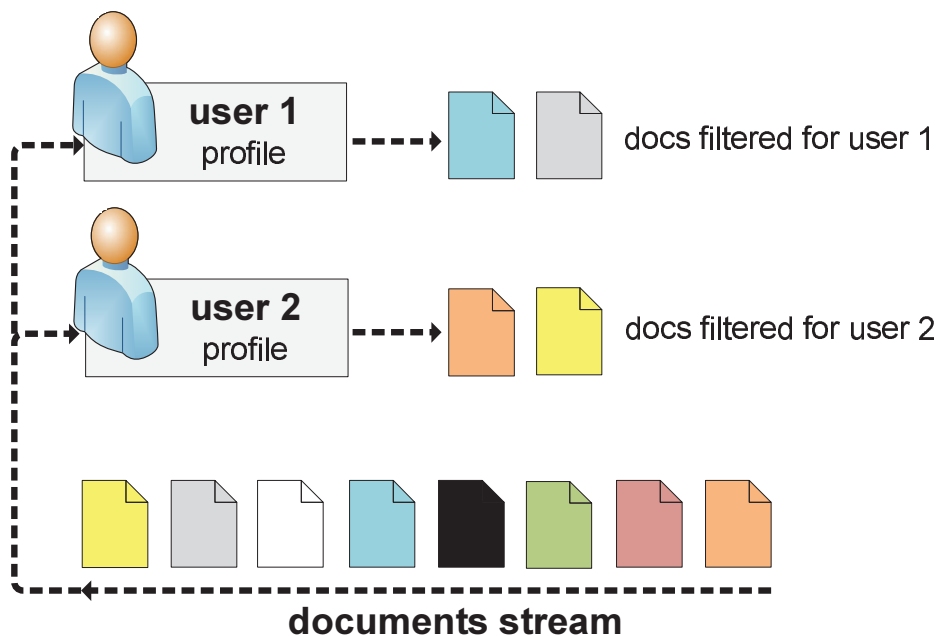 user 1
profile
docs filtered for user 1
user 2
profile
docs filtered for user 2
documents stream